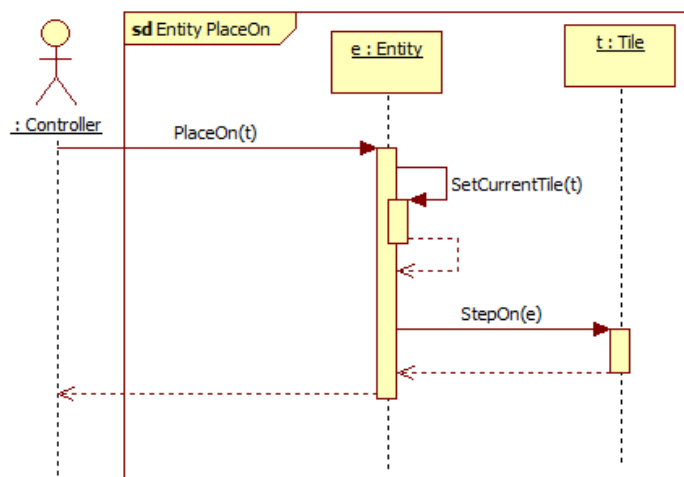 sd Entity PlaceOn
e : Entity
t : Tile
: Controller
PlaceOn(t)
SetCurrentTile(t)
StepOn(e)